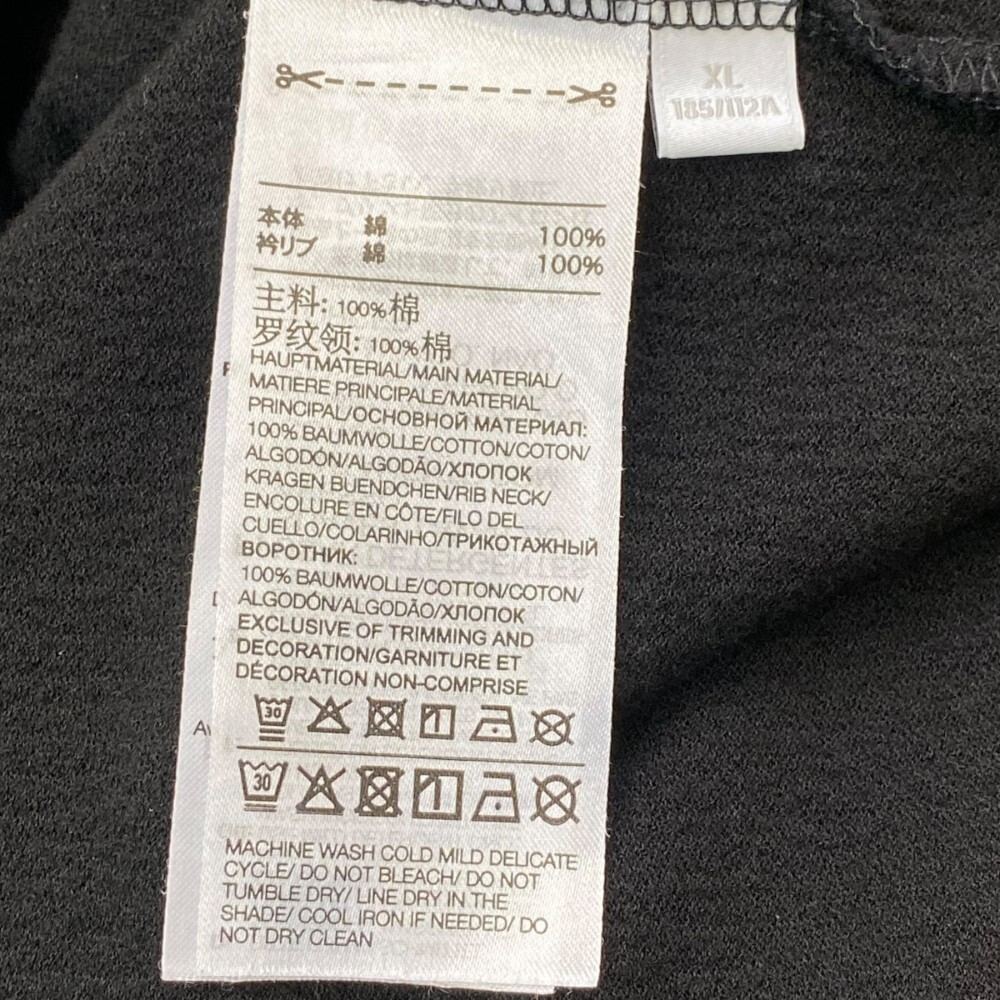 XL
185/112A
本体 綿 100%
衿リブ 綿 100%
主料: 100%棉
罗纹领: 100%棉
HAUPTMATERIAL/MAIN MATERIAL/
MATIERE PRINCIPALE/MATERIAL
PRINCIPAL/ОСНОВНОЙ МАТЕРИАЛ:
100% BAUMWOLLE/COTTON/COTON/
ALGODÓN/ALGODÃO/ХЛОПОК
KRAGEN BUENDCHEN/RIB NECK/
ENCOLURE EN CÔTE/FILO DEL
CUELLO/COLARINHO/ТРИКОТАЖНЫЙ
ВОРОТНИК:
100% BAUMWOLLE/COTTON/COTON/
ALGODÓN/ALGODÃO/ХЛОПОК
EXCLUSIVE OF TRIMMING AND
DECORATION/GARNITURE ET
DÉCORATION NON-COMPRISE
30
30
MACHINE WASH COLD MILD DELICATE
CYCLE/ DO NOT BLEACH/ DO NOT
TUMBLE DRY/ LINE DRY IN THE
SHADE/ COOL IRON IF NEEDED/ DO
NOT DRY CLEAN